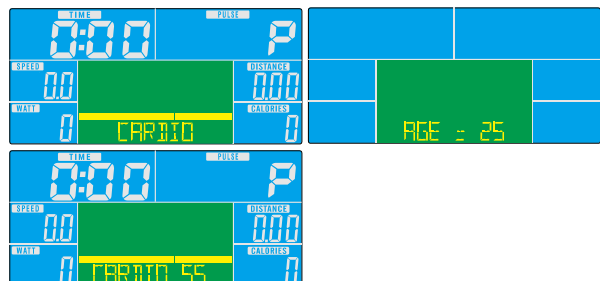 TIME PULSE
0:00 P
SPEED DISTANCE
0.0 0.00
WATT CALORIES
0 CARDIO 0
AGE = 25
TIME PULSE
0:00 P
SPEED DISTANCE
0.0 0.00
WATT CALORIES
0 CARDIO 55 0